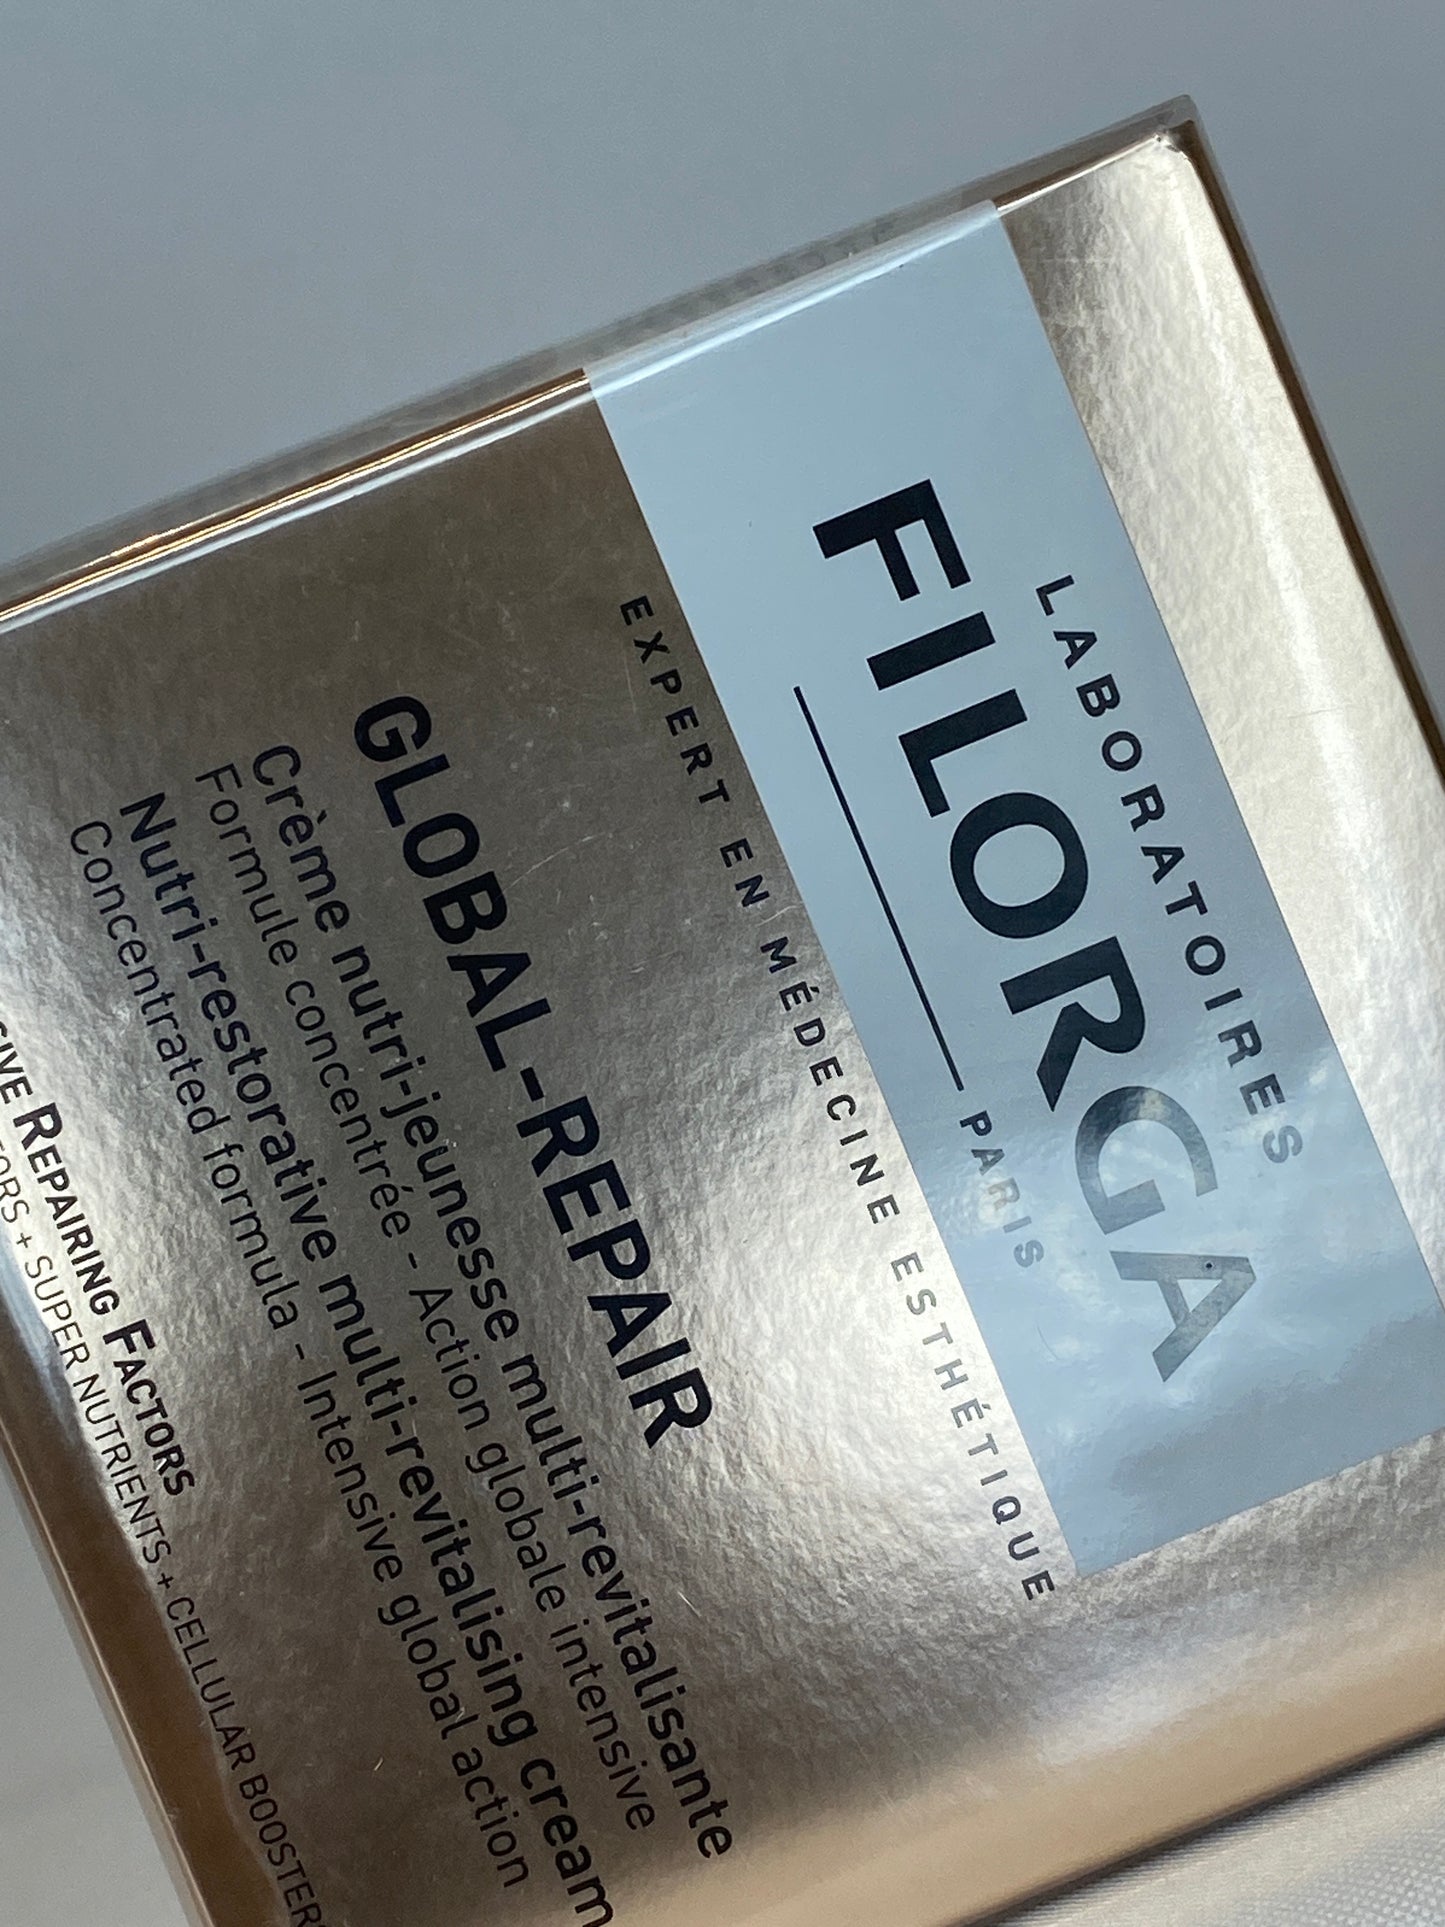 LABORATOIRES
FILORGA
PARIS
EXPERT EN MÉDECINE ESTHÉTIQUE
GLOBAL-REPAIR
Crème nutri-jeunesse multi-revitalisante
Formule concentrée - Action globale intensive
Nutri-restorative multi-revitalising cream
Concentrated formula - Intensive global action
REPAIRING FACTORS
+ SUPER NUTRIENTS + CELLULAR BOOSTERS